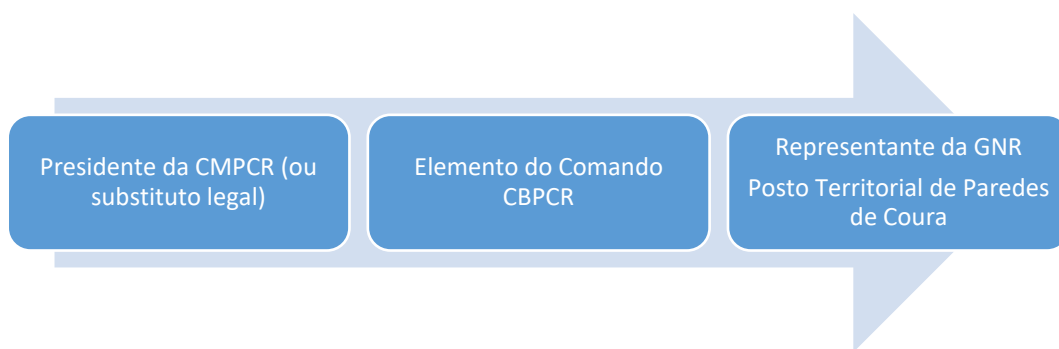 Presidente da CMPCR (ou
substituto legal)
Elemento do Comando
CBPCR
Representante da GNR
Posto Territorial de Paredes
de Coura